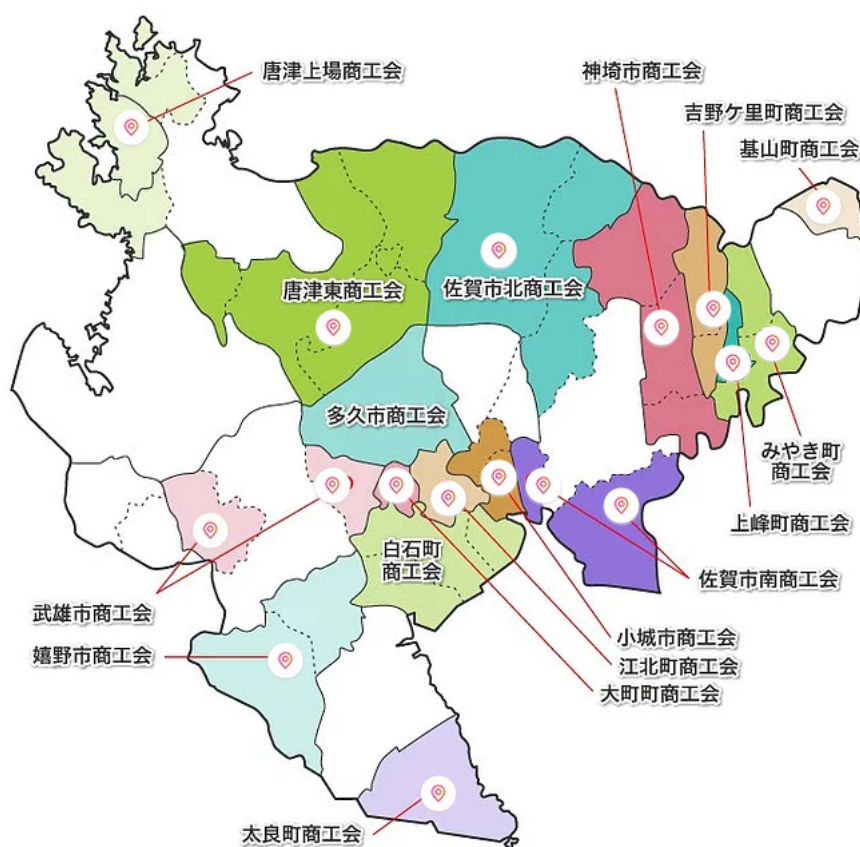 唐津上場商工会
神埼市商工会
吉野ケ里町商工会
基山町商工会
唐津東商工会
佐賀市北商工会
多久市商工会
みやき町
商工会
上峰町商工会
白石町
商工会
佐賀市南商工会
武雄市商工会
小城市商工会
嬉野市商工会
江北町商工会
大町町商工会
太良町商工会